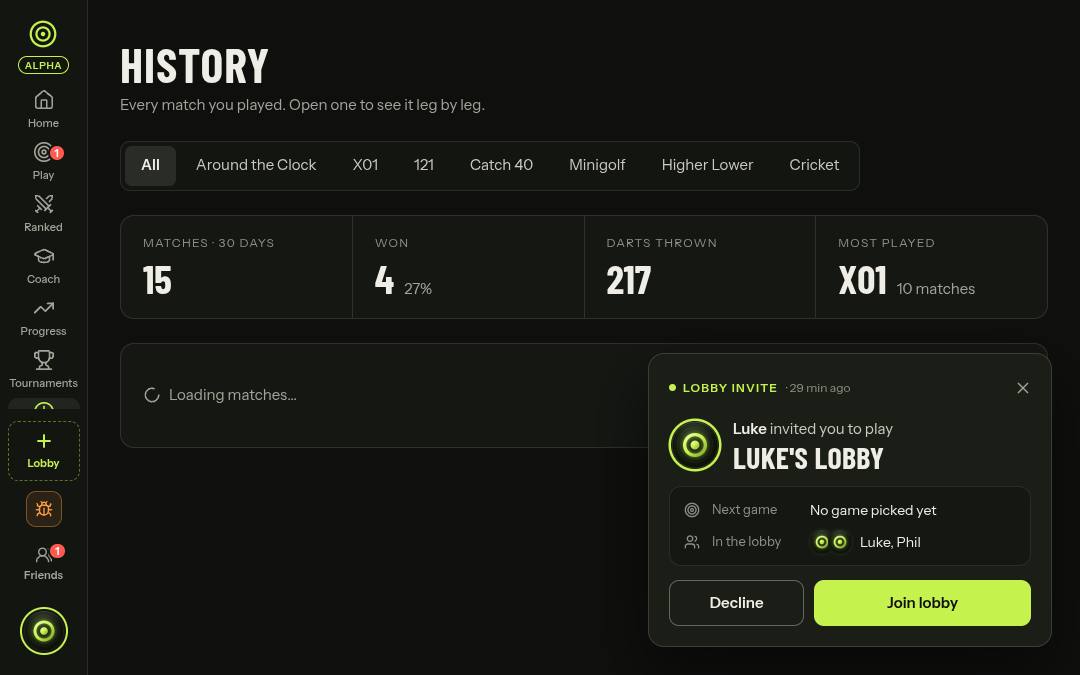 ALPHA
Home
1
Play
Ranked
Coach
Progress
Tournaments
Lobby
1
Friends
HISTORY
Every match you played. Open one to see it leg by leg.
All Around the Clock X01 121 Catch 40 Minigolf Higher Lower Cricket
MATCHES · 30 DAYS WON DARTS THROWN MOST PLAYED
15 4 27% 217 X01 10 matches
Loading matches...
LOBBY INVITE · 29 min ago
Luke invited you to play
LUKE'S LOBBY
Next game No game picked yet
In the lobby Luke, Phil
Decline Join lobby